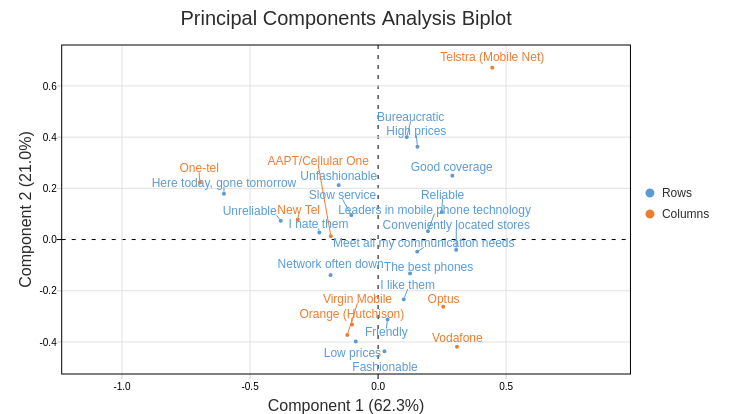 Principal Components Analysis Biplot
Telstra (Mobile Net)
0.6
Bureaucratic
0.4
High prices
AAPT/Cellular One
One-tel
Good coverage
Unfashionable
Here today, gone tomorrow
0.2
Slow service
Reliable
Rows
Unreliable
New Tel
Leaders in mobile phone technology
Columns
I hate them
Conveniently located stores
0.0
Meet all my communication needs
Network often down
The best phones
-0.2
I like them
Virgin Mobile
Optus
Orange (Hutchison)
Friendly
-0.4
Vodafone
Low prices
Fashionable
Component 2 (21.0%)
-1.0
-0.5
0.0
0.5
Component 1 (62.3%)